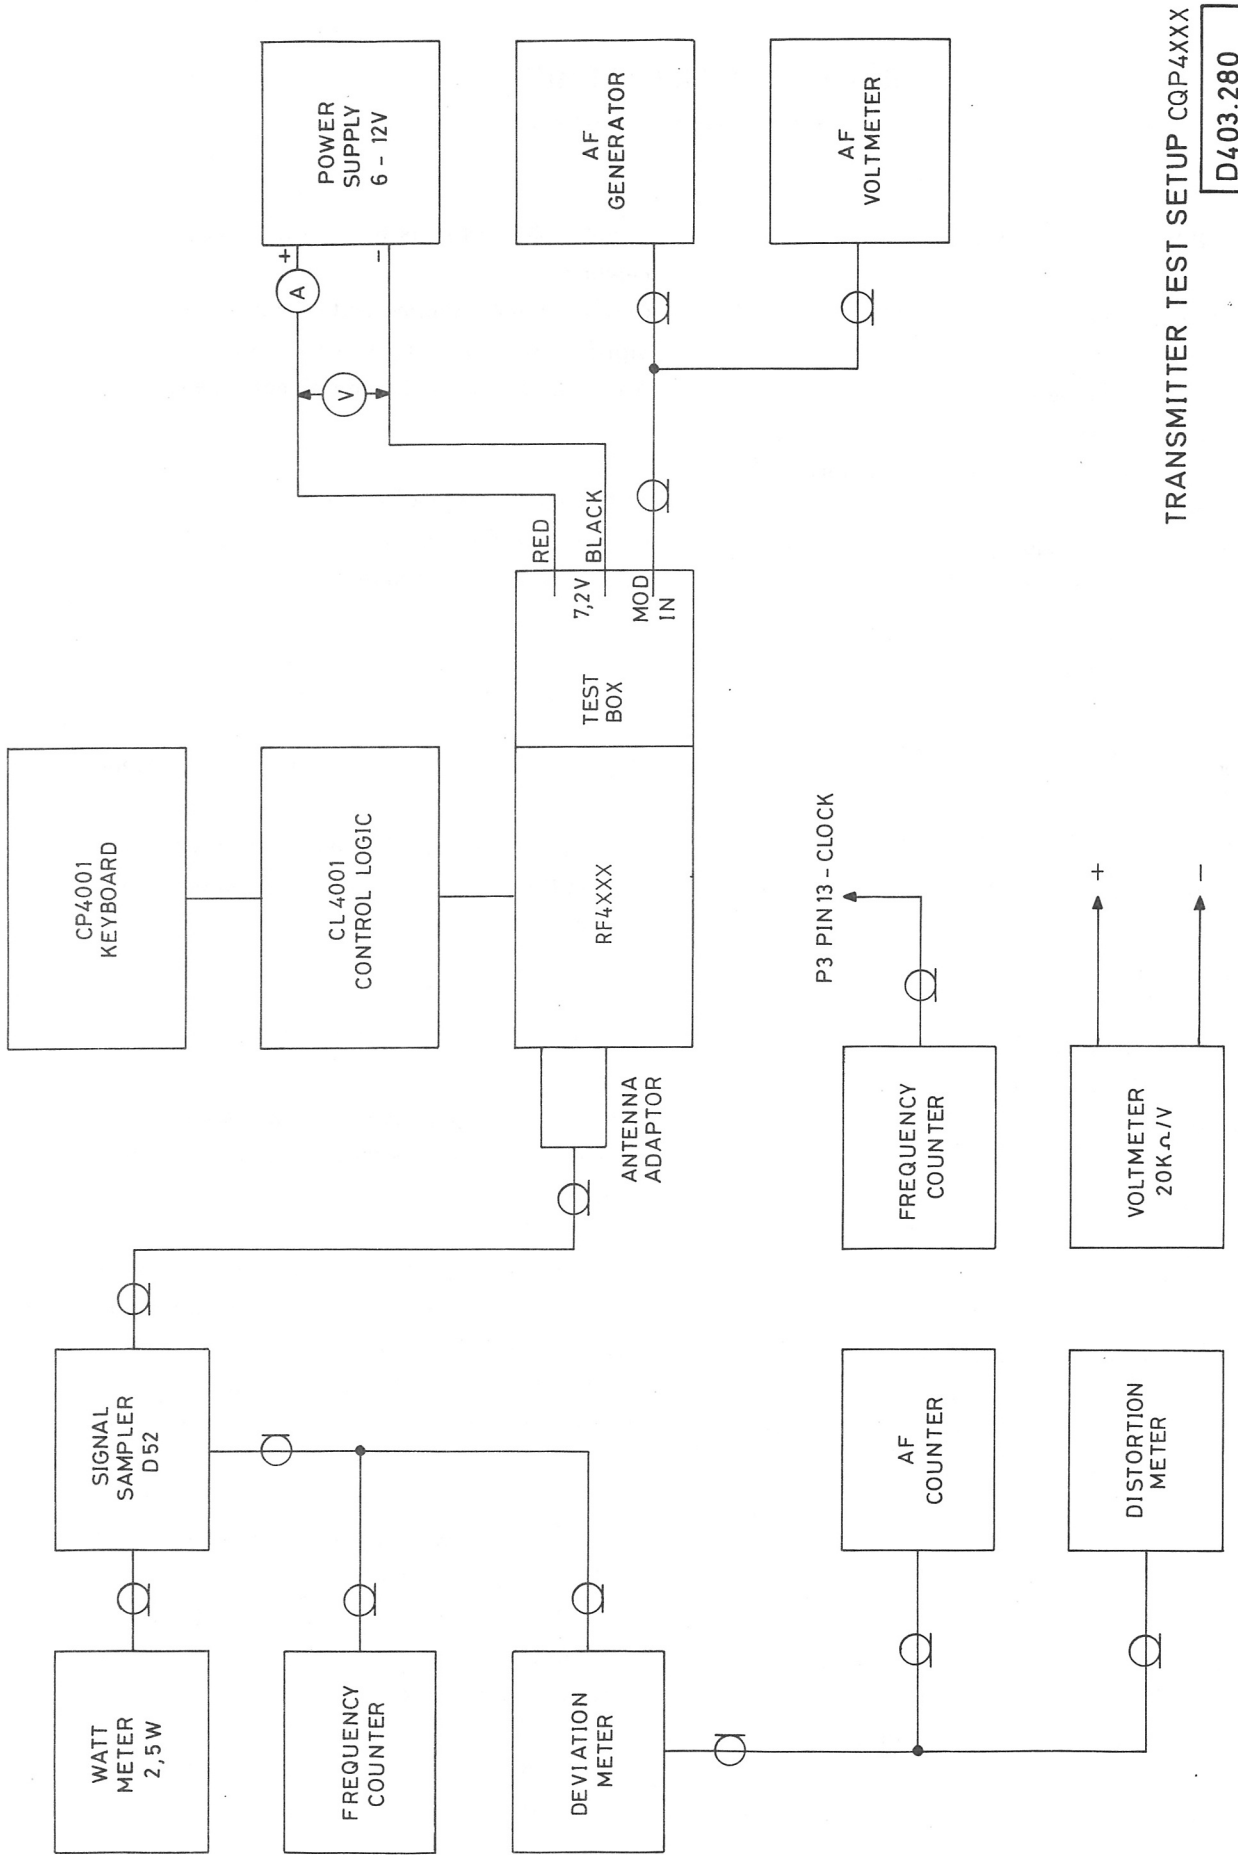 CP4001
KEYBOARD
POWER
SUPPLY
6 - 12V
+
-
A
V
WATT
METER
2,5W
SIGNAL
SAMPLER
D52
CL4001
CONTROL LOGIC
FREQUENCY
COUNTER
RF4XXX
TEST
BOX
RED
7,2V
BLACK
MOD
IN
AF
GENERATOR
ANTENNA
ADAPTOR
DEVIATION
METER
AF
VOLTMETER
P3 PIN13 - CLOCK
AF
COUNTER
FREQUENCY
COUNTER
DISTORTION
METER
VOLTMETER
20KΩ/V
+
-
TRANSMITTER TEST SETUP CQP4XXX
D403.280